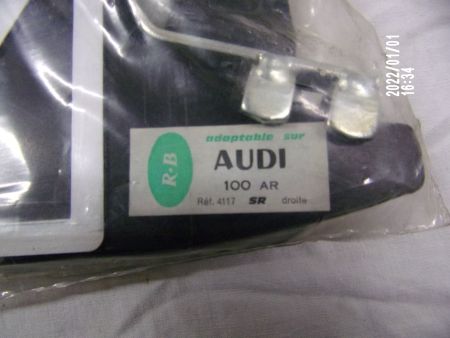 2022/01/01
16:34
R.B
adaptable sur
AUDI
100 AR
Réf. 4117 SR droite